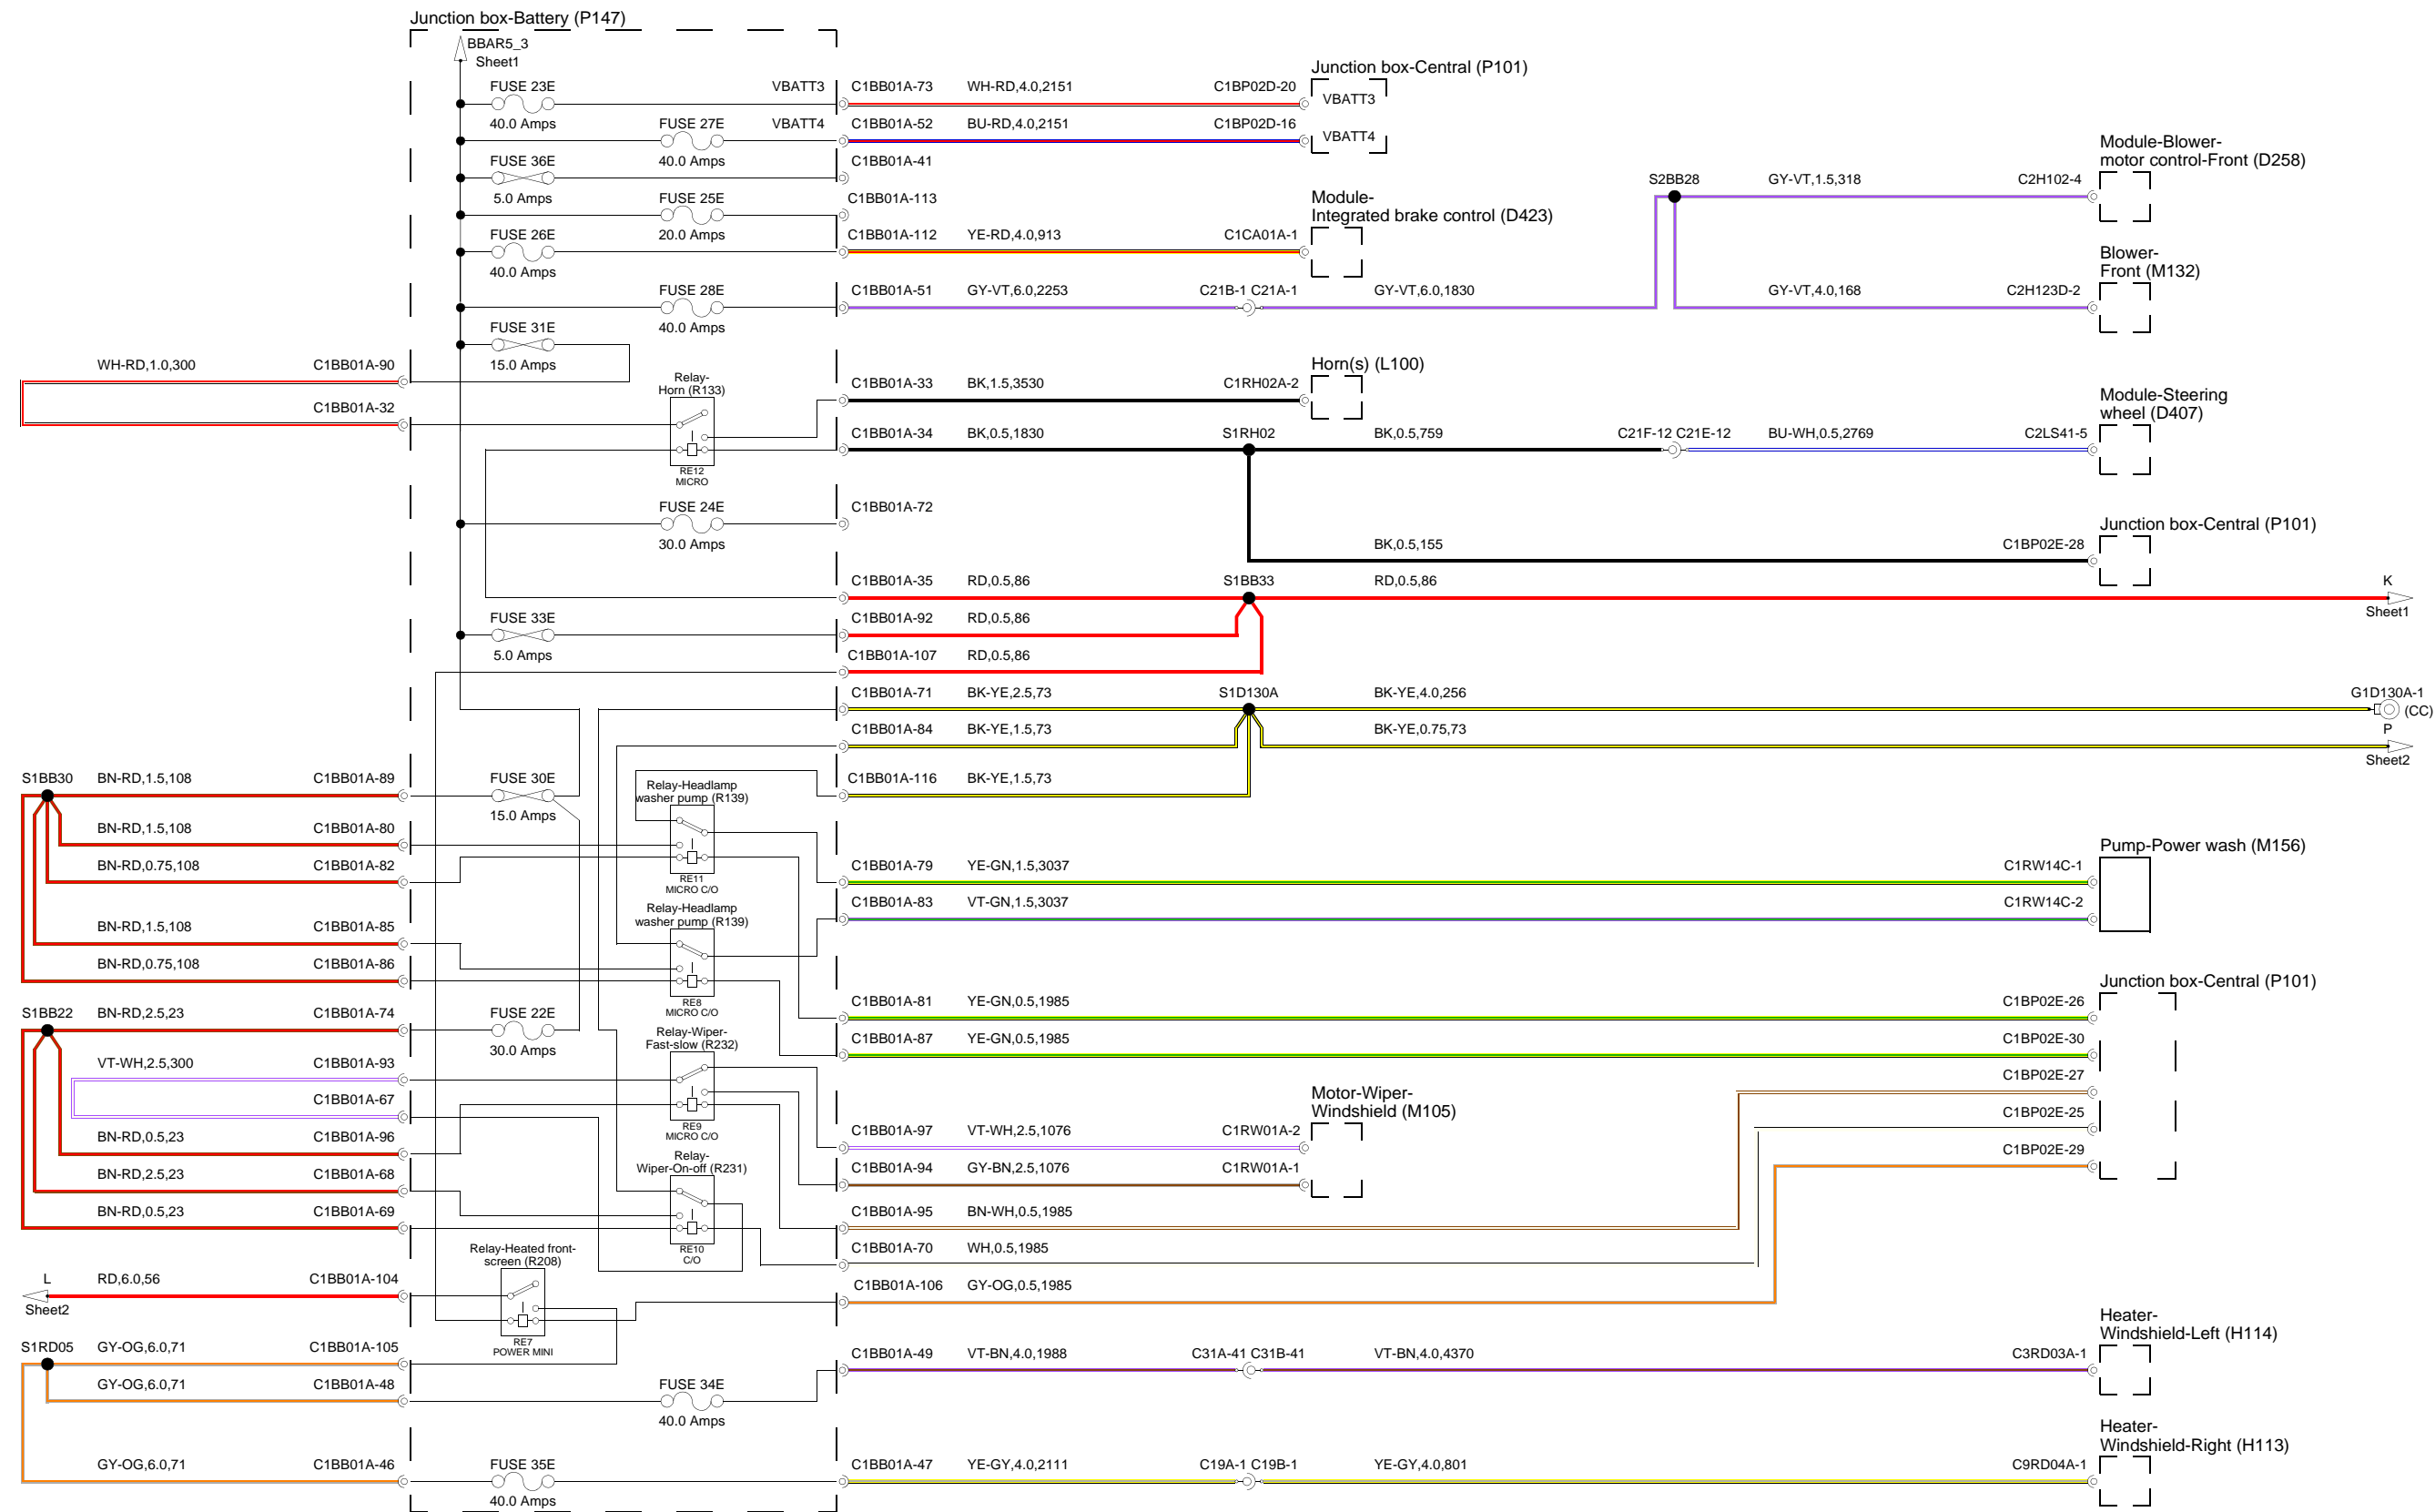 Junction box-Battery (P147)
BBAR5_3
Sheet1
Junction box-Central (P101)
FUSE 23E
VBATT3
C1BB01A-73
WH-RD,4.0,2151
C1BP02D-20
VBATT3
40.0 Amps
FUSE 27E
VBATT4
C1BB01A-52
BU-RD,4.0,2151
C1BP02D-16
VBATT4
40.0 Amps
FUSE 36E
C1BB01A-41
5.0 Amps
Module-Blower-
motor control-Front (D258)
S2BB28
GY-VT,1.5,318
C2H102-4
FUSE 25E
C1BB01A-113
20.0 Amps
Module-
Integrated brake control (D423)
FUSE 26E
C1BB01A-112
YE-RD,4.0,913
C1CA01A-1
40.0 Amps
Blower-
Front (M132)
FUSE 28E
C1BB01A-51
GY-VT,6.0,2253
C21B-1 C21A-1
GY-VT,6.0,1830
GY-VT,4.0,168
C2H123D-2
40.0 Amps
FUSE 31E
15.0 Amps
WH-RD,1.0,300
C1BB01A-90
C1BB01A-32
Relay-
Horn (R133)
RE12
MICRO
Horn(s) (L100)
C1BB01A-33
BK,1.5,3530
C1RH02A-2
Module-Steering
wheel (D407)
C1BB01A-34
BK,0.5,1830
S1RH02
BK,0.5,759
C21F-12 C21E-12
BU-WH,0.5,2769
C2LS41-5
FUSE 24E
C1BB01A-72
30.0 Amps
Junction box-Central (P101)
BK,0.5,155
C1BP02E-28
C1BB01A-35
RD,0.5,86
S1BB33
RD,0.5,86
K
Sheet1
FUSE 33E
C1BB01A-92
RD,0.5,86
5.0 Amps
C1BB01A-107
RD,0.5,86
C1BB01A-71
BK-YE,2.5,73
S1D130A
BK-YE,4.0,256
G1D130A-1
(CC)
C1BB01A-84
BK-YE,1.5,73
BK-YE,0.75,73
P
Sheet2
S1BB30
BN-RD,1.5,108
C1BB01A-89
FUSE 30E
15.0 Amps
C1BB01A-116
BK-YE,1.5,73
Relay-Headlamp
washer pump (R139)
RE11
MICRO C/O
BN-RD,1.5,108
C1BB01A-80
BN-RD,0.75,108
C1BB01A-82
C1BB01A-79
YE-GN,1.5,3037
C1RW14C-1
Pump-Power wash (M156)
C1BB01A-83
VT-GN,1.5,3037
C1RW14C-2
Relay-Headlamp
washer pump (R139)
RE8
MICRO C/O
BN-RD,1.5,108
C1BB01A-85
BN-RD,0.75,108
C1BB01A-86
Junction box-Central (P101)
C1BB01A-81
YE-GN,0.5,1985
C1BP02E-26
S1BB22
BN-RD,2.5,23
C1BB01A-74
FUSE 22E
30.0 Amps
C1BB01A-87
YE-GN,0.5,1985
C1BP02E-30
Relay-Wiper-
Fast-slow (R232)
RE9
MICRO C/O
VT-WH,2.5,300
C1BB01A-93
C1BP02E-27
C1BB01A-67
C1BP02E-25
Motor-Wiper-
Windshield (M105)
BN-RD,0.5,23
C1BB01A-96
C1BB01A-97
VT-WH,2.5,1076
C1RW01A-2
C1BP02E-29
Relay-
Wiper-On-off (R231)
RE10
C/O
BN-RD,2.5,23
C1BB01A-68
C1BB01A-94
GY-BN,2.5,1076
C1RW01A-1
BN-RD,0.5,23
C1BB01A-69
C1BB01A-95
BN-WH,0.5,1985
Relay-Heated front-
screen (R208)
RE7
POWER MINI
C1BB01A-70
WH,0.5,1985
L
Sheet2
RD,6.0,56
C1BB01A-104
C1BB01A-106
GY-OG,0.5,1985
Heater-
Windshield-Left (H114)
S1RD05
GY-OG,6.0,71
C1BB01A-105
C1BB01A-49
VT-BN,4.0,1988
C31A-41 C31B-41
VT-BN,4.0,4370
C3RD03A-1
GY-OG,6.0,71
C1BB01A-48
FUSE 34E
40.0 Amps
Heater-
Windshield-Right (H113)
GY-OG,6.0,71
C1BB01A-46
FUSE 35E
40.0 Amps
C1BB01A-47
YE-GY,4.0,2111
C19A-1 C19B-1
YE-GY,4.0,801
C9RD04A-1